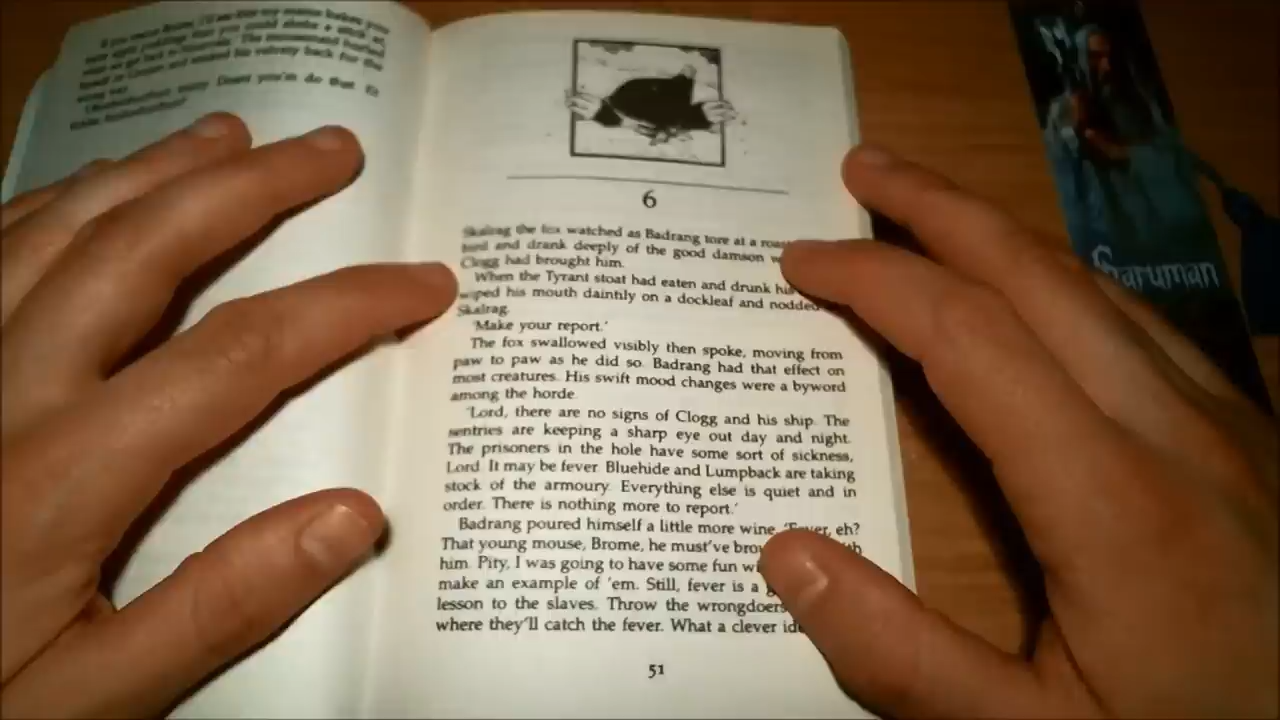 6
Skalrag the fox watched as Badrang tore at a
bird and drank deeply of the good damson
Clogg had brought him.
When the Tyrant stoat had eaten and drunk his
wiped his mouth daintily on a dockleaf and nodded
Skalrag.
'Make your report.'
The fox swallowed visibly then spoke, moving from
paw to paw as he did so. Badrang had that effect on
most creatures. His swift mood changes were a byword
among the horde.
'Lord, there are no signs of Clogg and his ship. The
sentries are keeping a sharp eye out day and night.
The prisoners in the hole have some sort of sickness,
Lord. It may be fever. Bluehide and Lumpback are taking
stock of the armoury. Everything else is quiet and in
order. There is nothing more to report.'
Badrang poured himself a little more wine. 'Fever, eh?
That young mouse, Brome, he must've
him. Pity, I was going to have some fun
make an example of 'em. Still, fever is a
lesson to the slaves. Throw the wrongdoers
where they'll catch the fever. What a clever
51
Saruman